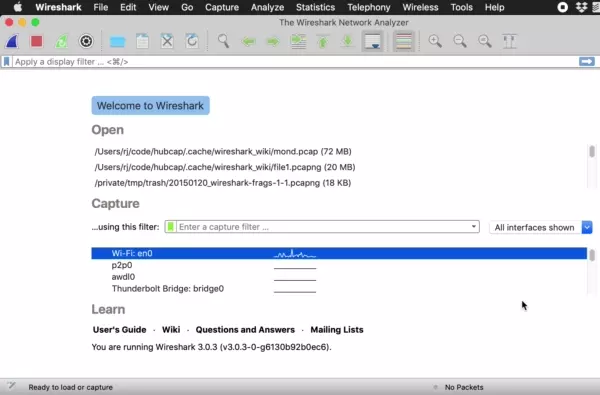 Wireshark File Edit View Go Capture Analyze Statistics Telephony Wireless Tools Help
The Wireshark Network Analyzer
Apply a display filter ... <⌘/>
Welcome to Wireshark
Open
/Users/rj/code/hubcap/.cache/wireshark_wiki/mond.pcap (72 MB)
/Users/rj/code/hubcap/.cache/wireshark_wiki/file1.pcapng (20 MB)
/private/tmp/trash/20150120_wireshark-frags-1-1.pcapng (18 KB)
Capture
...using this filter: Enter a capture filter ... All interfaces shown
Wi-Fi: en0
p2p0
awdl0
Thunderbolt Bridge: bridge0
Learn
User's Guide · Wiki · Questions and Answers · Mailing Lists
You are running Wireshark 3.0.3 (v3.0.3-0-g6130b92b0ec6).
Ready to load or capture No Packets